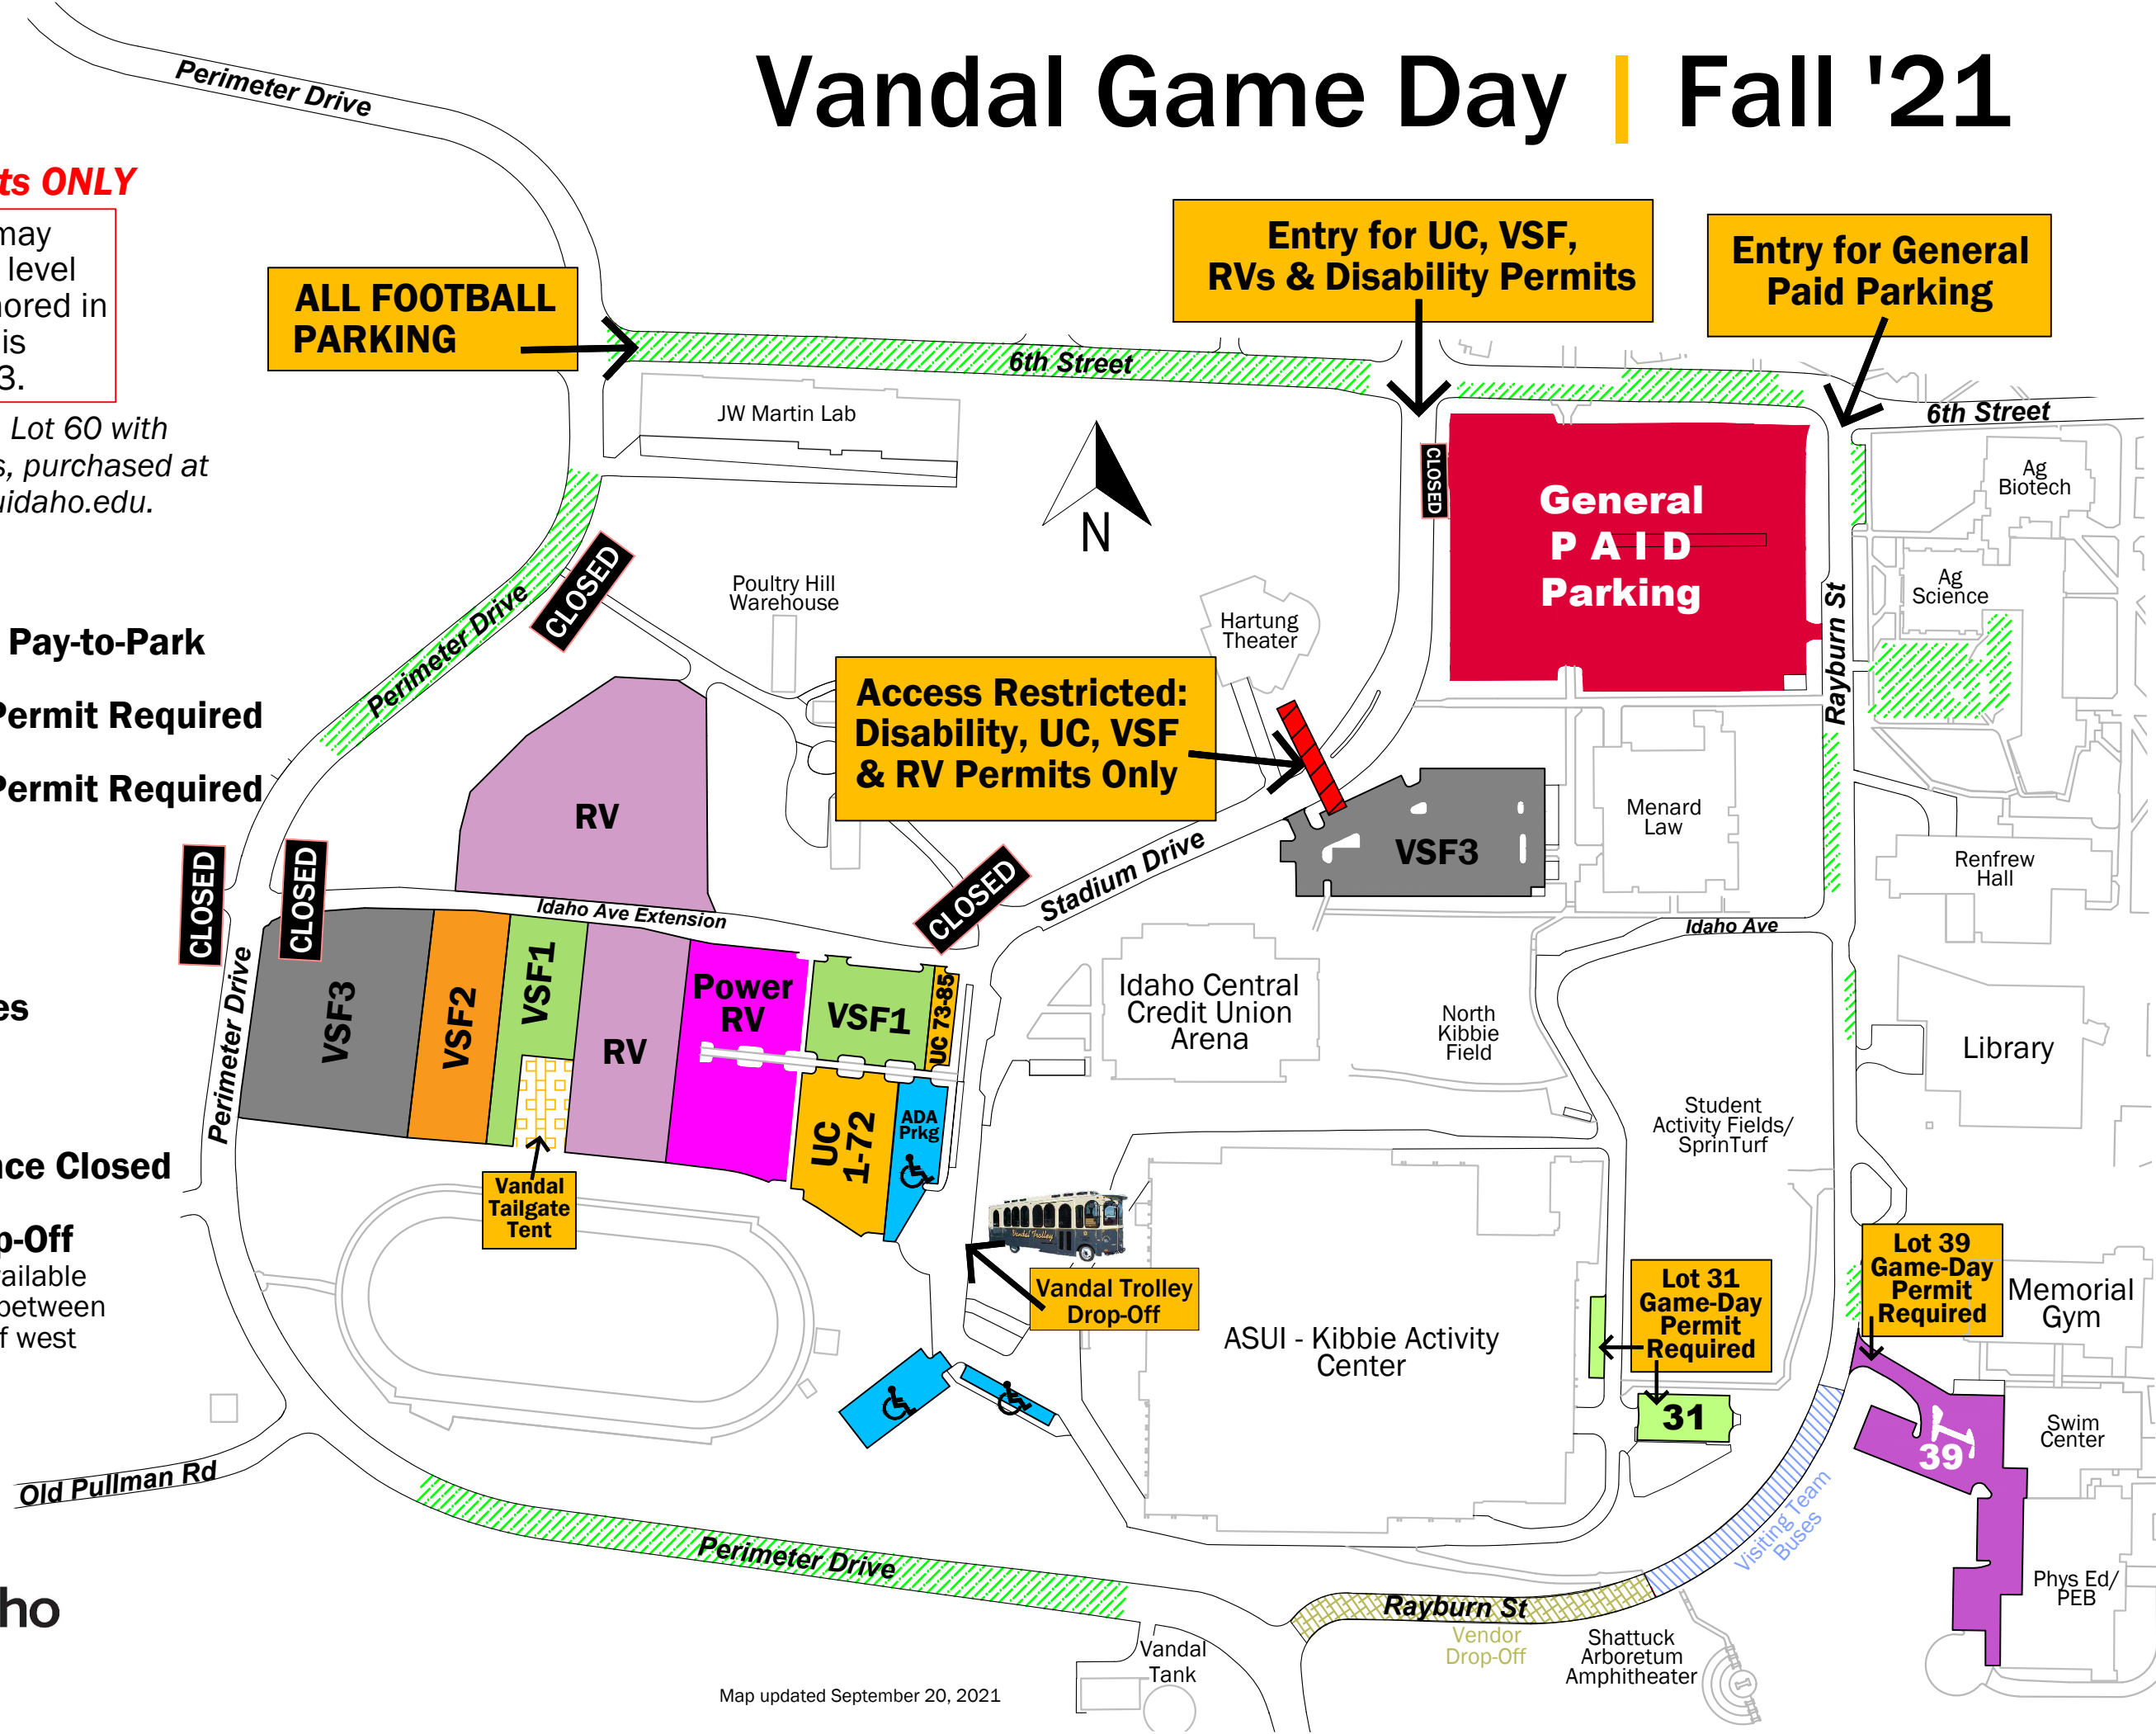 Vandal Game Day | Fall '21
Perimeter Drive
ts ONLY
may
level
nored in
is
3.
Lot 60 with
s, purchased at
uidaho.edu.
Pay-to-Park
Permit Required
Permit Required
es
nce Closed
p-Off
ailable
between
f west
ho
ALL FOOTBALL
PARKING
Entry for UC, VSF,
RVs & Disability Permits
Entry for General
Paid Parking
6th Street
6th Street
JW Martin Lab
N
CLOSED
General
PAID
Parking
Ag
Biotech
Ag
Science
Rayburn St
CLOSED
Perimeter Drive
Poultry Hill
Warehouse
Hartung
Theater
Access Restricted:
Disability, UC, VSF
& RV Permits Only
RV
VSF3
Menard
Law
Renfrew
Hall
Stadium Drive
CLOSED
CLOSED
CLOSED
Idaho Ave Extension
Idaho Ave
Perimeter Drive
VSF3
VSF2
VSF1
RV
Power
RV
VSF1
UC 73-85
UC
1-72
ADA
Prkg
Idaho Central
Credit Union
Arena
North
Kibbie
Field
Library
Student
Activity Fields/
SprinTurf
Vandal
Tailgate
Tent
Vandal Trolley
Vandal Trolley
Drop-Off
ASUI - Kibbie Activity
Center
Lot 31
Game-Day
Permit
Required
Lot 39
Game-Day
Permit
Required
Memorial
Gym
31
39
Swim
Center
Old Pullman Rd
Perimeter Drive
Visiting Team
Buses
Phys Ed/
PEB
Rayburn St
Vendor
Drop-Off
Shattuck
Arboretum
Amphitheater
Vandal
Tank
Map updated September 20, 2021